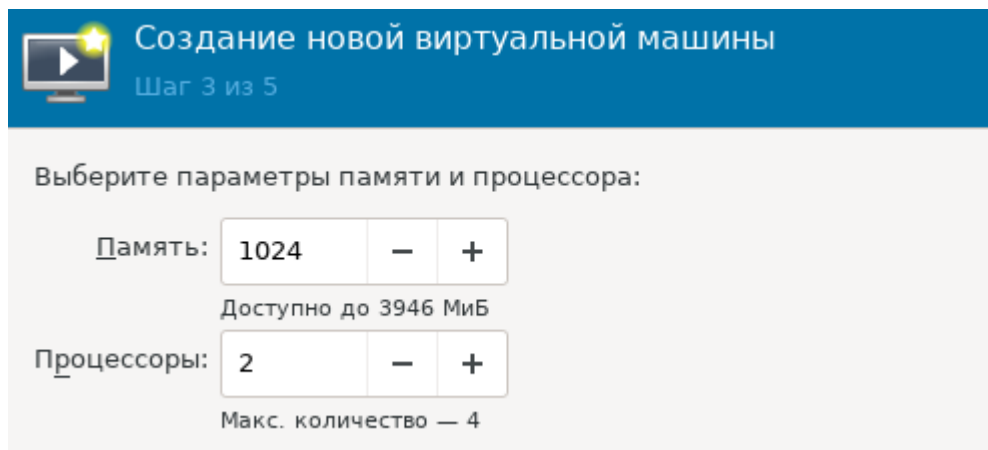 Создание новой виртуальной машины
Шаг 3 из 5
Выберите параметры памяти и процессора:
Память: 1024 − +
Доступно до 3946 МиБ
Процессоры: 2 − +
Макс. количество — 4